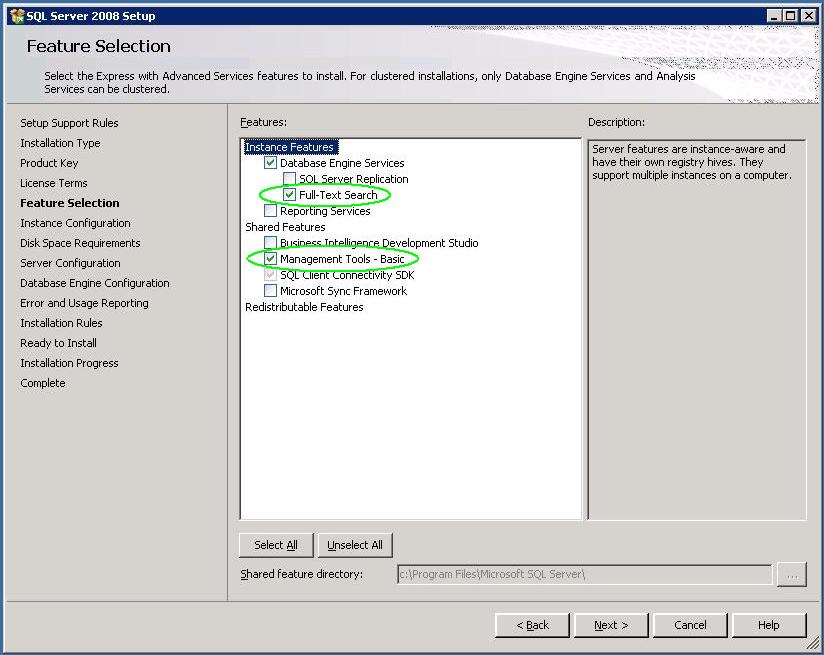 SQL Server 2008 Setup
Feature Selection
Select the Express with Advanced Services features to install. For clustered installations, only Database Engine Services and Analysis
Services can be clustered.
Setup Support Rules
Installation Type
Product Key
License Terms
Feature Selection
Instance Configuration
Disk Space Requirements
Server Configuration
Database Engine Configuration
Error and Usage Reporting
Installation Rules
Ready to Install
Installation Progress
Complete
Features:
Instance Features
Database Engine Services
SQL Server Replication
Full-Text Search
Reporting Services
Shared Features
Business Intelligence Development Studio
Management Tools - Basic
SQL Client Connectivity SDK
Microsoft Sync Framework
Redistributable Features
Description:
Server features are instance-aware and
have their own registry hives. They
support multiple instances on a computer.
Select All
Unselect All
Shared feature directory:
c:\Program Files\Microsoft SQL Server\
...
< Back
Next >
Cancel
Help